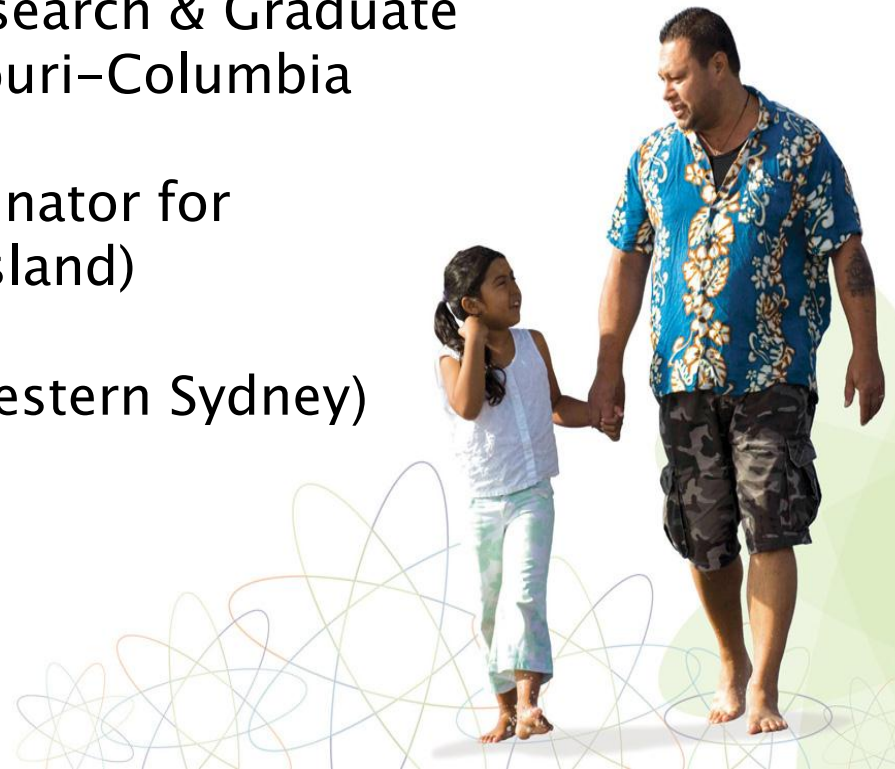 search & Graduate
ouri–Columbia
nator for
sland)
estern Sydney)